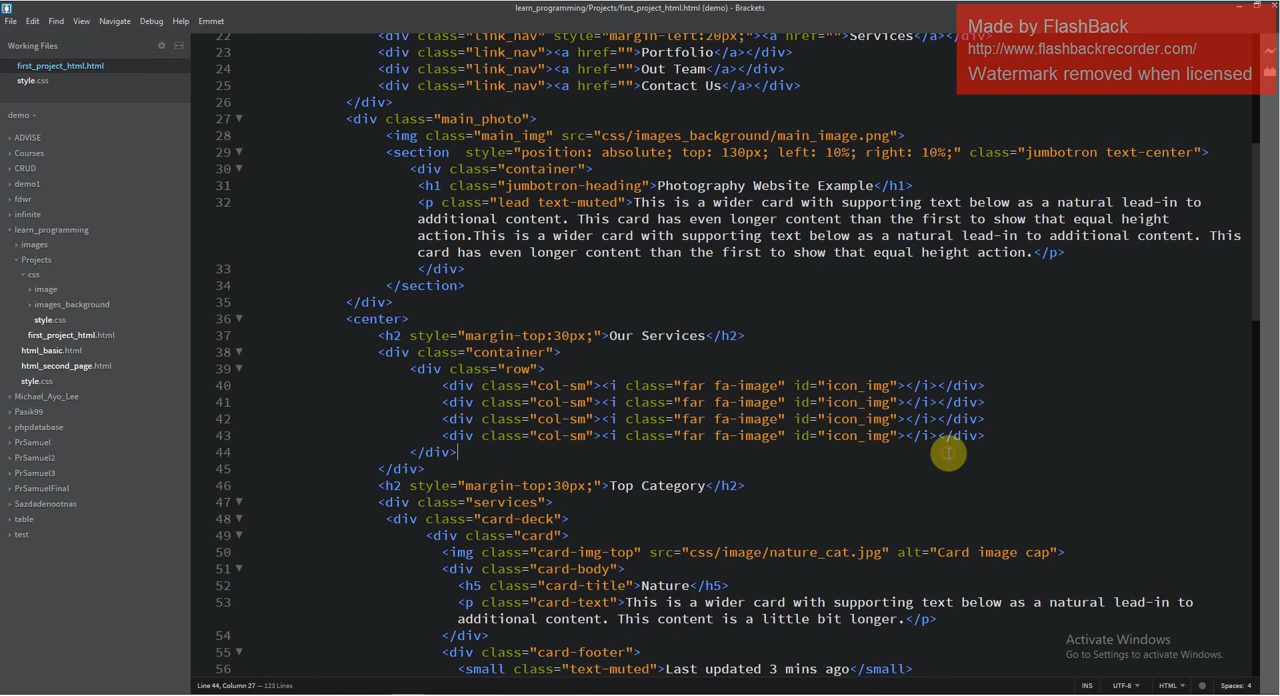 learn_programming/Projects/first_project_html.html (demo) - Brackets
File Edit Find View Navigate Debug Help Emmet
Made by FlashBack
http://www.flashbackrecorder.com/
Watermark removed when licensed
Working Files
first_project_html.html
style.css
demo
ADVISE
Courses
CRUD
demo1
fdwr
infinite
learn_programming
images
Projects
css
image
images_background
style.css
first_project_html.html
html_basic.html
html_second_page.html
style.css
Michael_Ayo_Lee
Pasik99
phpdatabase
PrSamuel
PrSamuel2
PrSamuel3
PrSamuelFinal
Sazdadenootnas
table
test
22 <div class="link_nav" style="margin-left:20px;"><a href="">Services</a></div>
23 <div class="link_nav"><a href="">Portfolio</a></div>
24 <div class="link_nav"><a href="">Out Team</a></div>
25 <div class="link_nav"><a href="">Contact Us</a></div>
26 </div>
27 <div class="main_photo">
28 <img class="main_img" src="css/images_background/main_image.png">
29 <section  style="position: absolute; top: 130px; left: 10%; right: 10%;" class="jumbotron text-center">
30 <div class="container">
31 <h1 class="jumbotron-heading">Photography Website Example</h1>
32 <p class="lead text-muted">This is a wider card with supporting text below as a natural lead-in to
additional content. This card has even longer content than the first to show that equal height
action.This is a wider card with supporting text below as a natural lead-in to additional content. This
card has even longer content than the first to show that equal height action.</p>
33 </div>
34 </section>
35 </div>
36 <center>
37 <h2 style="margin-top:30px;">Our Services</h2>
38 <div class="container">
39 <div class="row">
40 <div class="col-sm"><i class="far fa-image" id="icon_img"></i></div>
41 <div class="col-sm"><i class="far fa-image" id="icon_img"></i></div>
42 <div class="col-sm"><i class="far fa-image" id="icon_img"></i></div>
43 <div class="col-sm"><i class="far fa-image" id="icon_img"></i></div>
44 </div>
45 </div>
46 <h2 style="margin-top:30px;">Top Category</h2>
47 <div class="services">
48 <div class="card-deck">
49 <div class="card">
50 <img class="card-img-top" src="css/image/nature_cat.jpg" alt="Card image cap">
51 <div class="card-body">
52 <h5 class="card-title">Nature</h5>
53 <p class="card-text">This is a wider card with supporting text below as a natural lead-in to
additional content. This content is a little bit longer.</p>
54 </div>
55 <div class="card-footer">
56 <small class="text-muted">Last updated 3 mins ago</small>
Activate Windows
Go to Settings to activate Windows.
Line 44, Column 27 — 123 Lines
INS UTF-8 HTML Spaces: 4